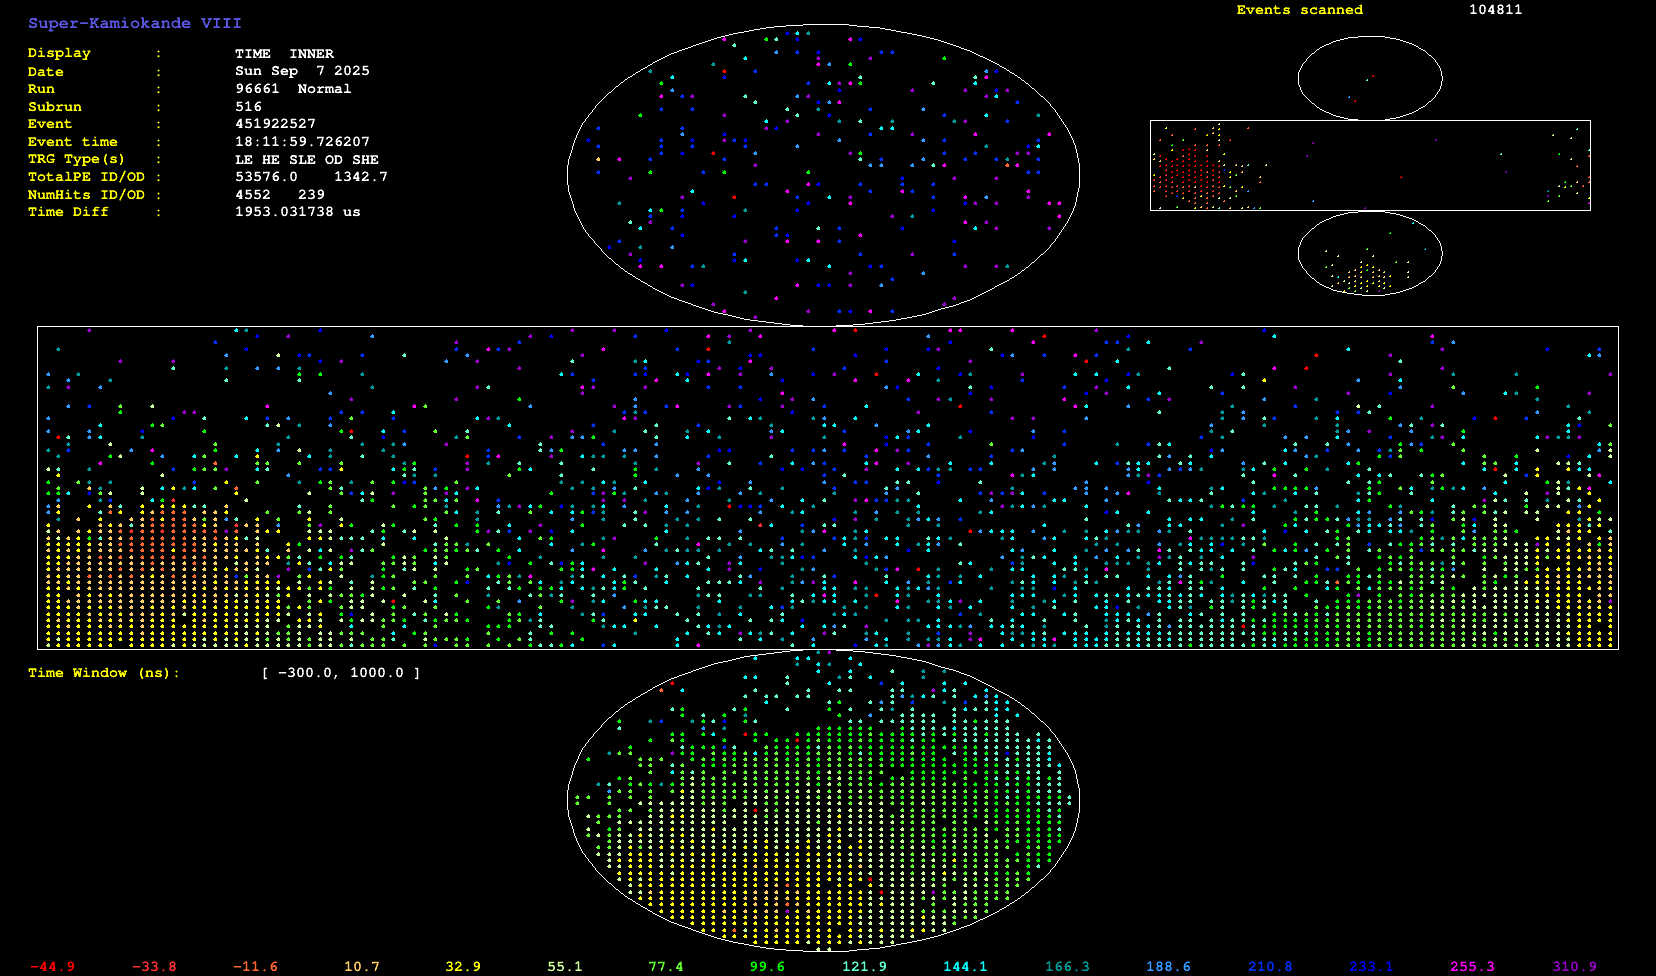 Super-Kamiokande VIII
Events scanned 104811
Display : TIME INNER
Date : Sun Sep 7 2025
Run : 96661 Normal
Subrun : 516
Event : 451922527
Event time : 18:11:59.726207
TRG Type(s) : LE HE SLE OD SHE
TotalPE ID/OD : 53576.0 1342.7
NumHits ID/OD : 4552 239
Time Diff : 1953.031738 us
Time Window (ns): [ -300.0, 1000.0 ]
-44.9 -33.8 -11.6 10.7 32.9 55.1 77.4 99.6 121.9 144.1 166.3 188.6 210.8 233.1 255.3 310.9